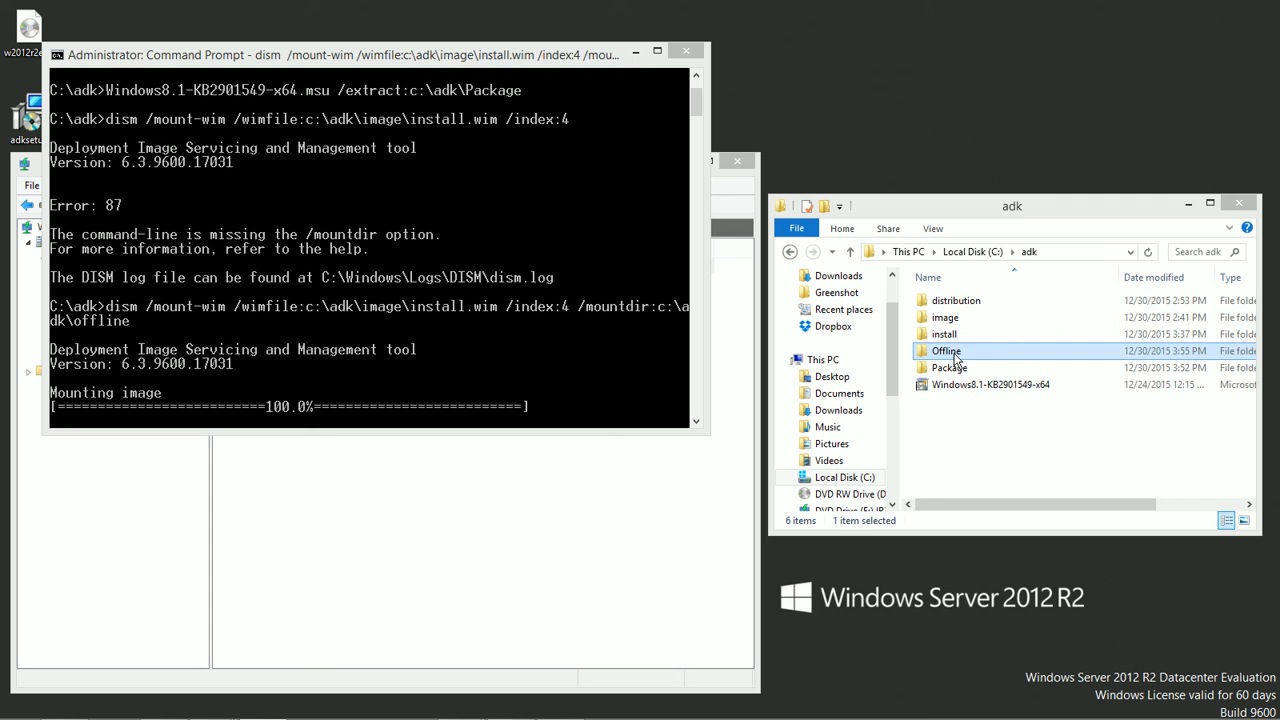 w2012r2e
adksetu
Administrator: Command Prompt - dism /mount-wim /wimfile:c:\adk\image\install.wim /index:4 /mou...
C:\adk>Windows8.1-KB2901549-x64.msu /extract:c:\adk\Package
C:\adk>dism /mount-wim /wimfile:c:\adk\image\install.wim /index:4
Deployment Image Servicing and Management tool
Version: 6.3.9600.17031
Error: 87
The command-line is missing the /mountdir option.
For more information, refer to the help.
The DISM log file can be found at C:\Windows\Logs\DISM\dism.log
C:\adk>dism /mount-wim /wimfile:c:\adk\image\install.wim /index:4 /mountdir:c:\a
dk\offline
Deployment Image Servicing and Management tool
Version: 6.3.9600.17031
Mounting image
[==========================100.0%==========================]
File
adk
File Home Share View
This PC Local Disk (C:) adk
Search adk
Downloads
Greenshot
Recent places
Dropbox
This PC
Desktop
Documents
Downloads
Music
Pictures
Videos
Local Disk (C:)
DVD RW Drive (D
Name Date modified Type
distribution 12/30/2015 2:53 PM File folde
image 12/30/2015 2:41 PM File folde
install 12/30/2015 3:37 PM File folde
Offline 12/30/2015 3:55 PM File folde
Package 12/30/2015 3:52 PM File folde
Windows8.1-KB2901549-x64 12/24/2015 12:15 ... Microso
6 items 1 item selected
Windows Server 2012 R2
Windows Server 2012 R2 Datacenter Evaluation
Windows License valid for 60 days
Build 9600